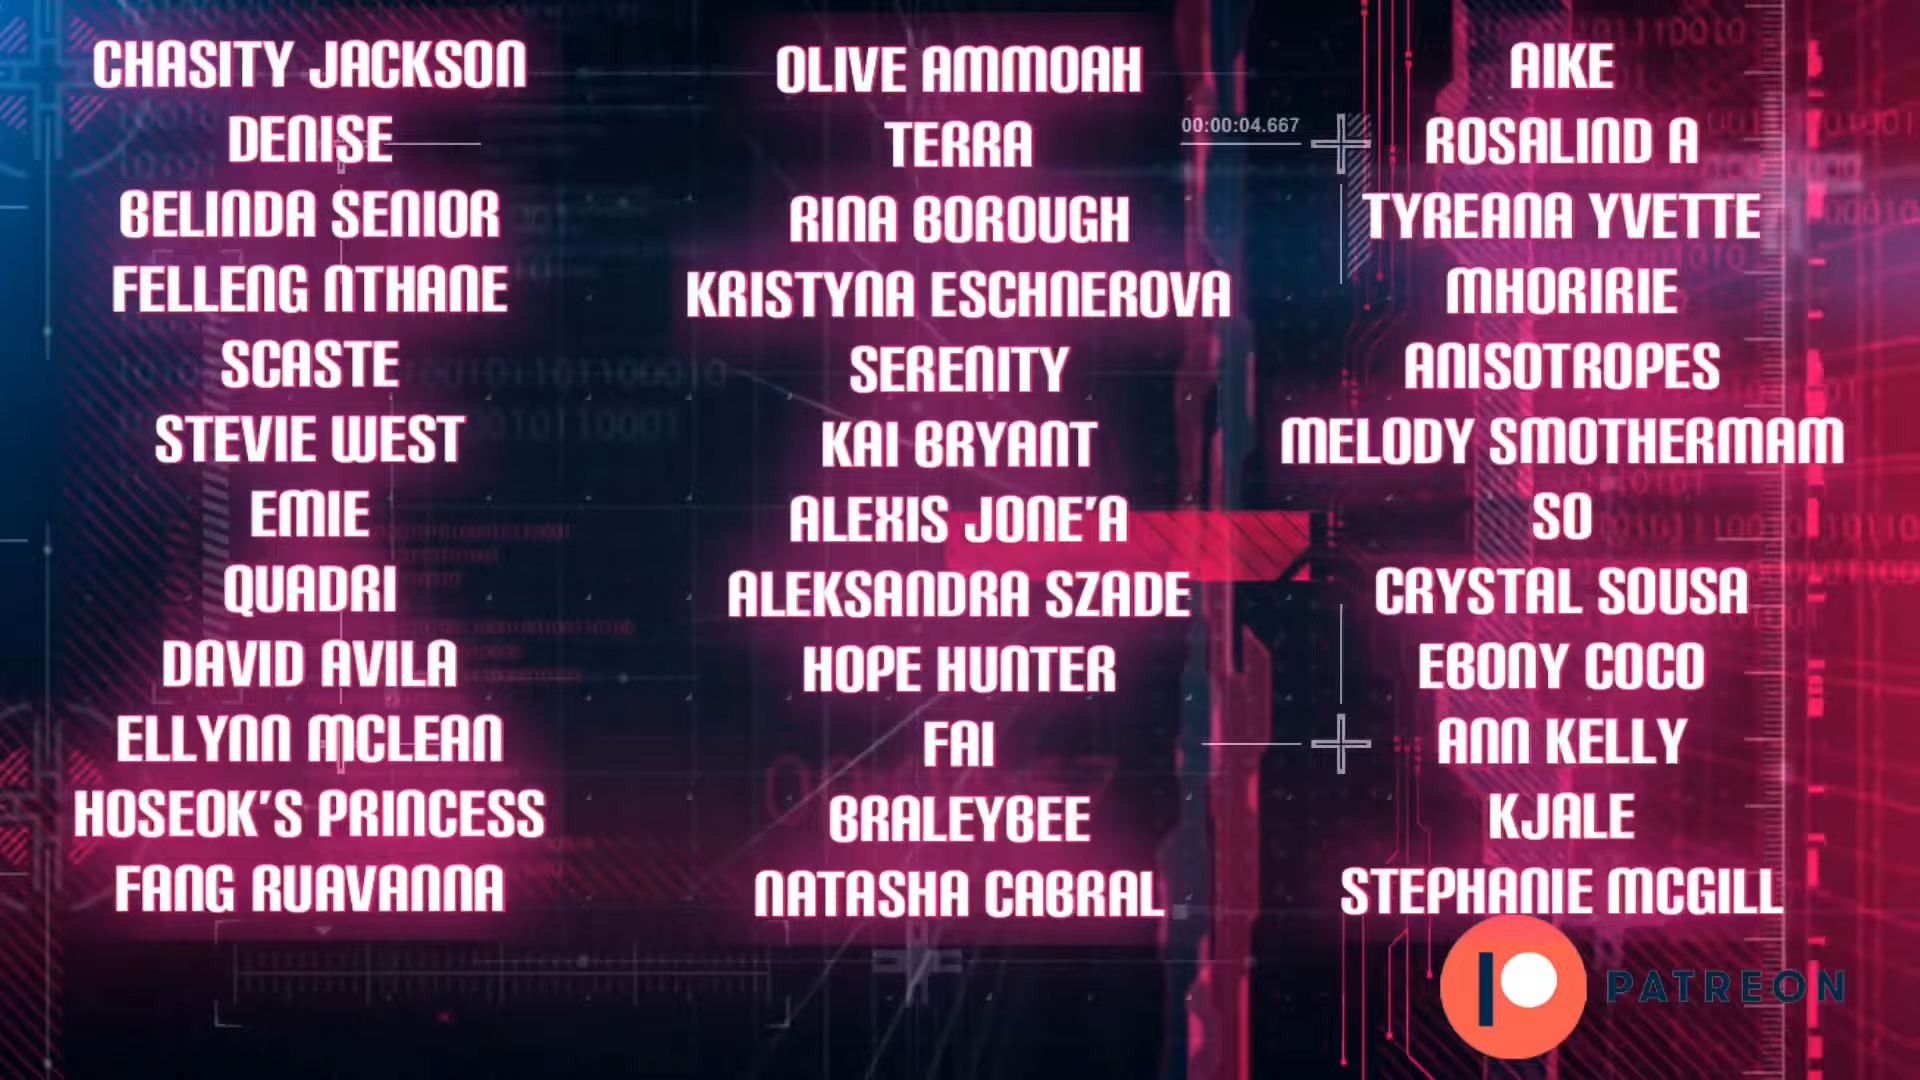 CHASITY JACKSON
DENISE
BELINDA SENIOR
FELLENG NTHANE
SCASTE
STEVIE WEST
EMIE
QUADRI
DAVID AVILA
ELLYNN MCLEAN
HOSEOK'S PRINCESS
FANG RUAVANNA
OLIVE AMMOAH
TERRA
RINA BOROUGH
KRISTYNA ESCHNEROVA
SERENITY
KAI BRYANT
ALEXIS JONE'A
ALEKSANDRA SZADE
HOPE HUNTER
FAI
BRALEYBEE
NATASHA CABRAL
00:00:04.667
AIKE
ROSALIND A
TYREANA YVETTE
MHORIRIE
ANISOTROPES
MELODY SMOTHERMAM
SO
CRYSTAL SOUSA
EBONY COCO
ANN KELLY
KJALE
STEPHANIE MCGILL
PATREON